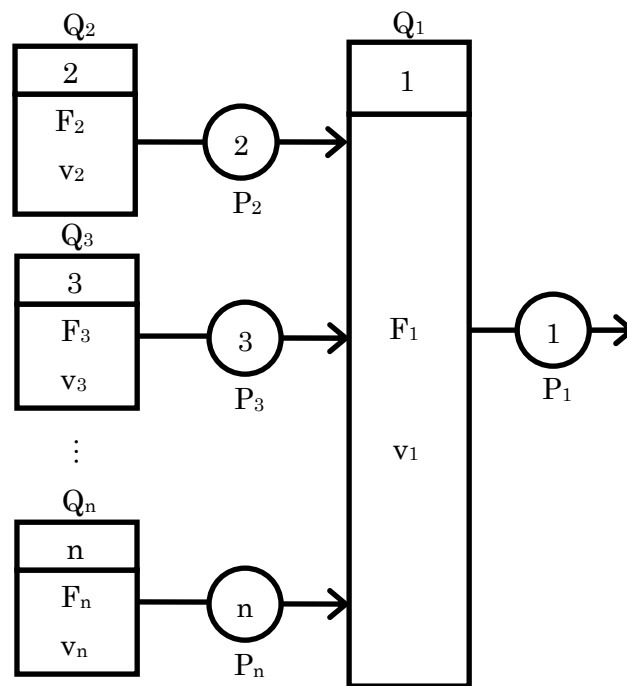 Q₂
2
F₂
v₂
2
P₂
Q₃
3
F₃
v₃
3
P₃
⋮
Qₙ
n
Fₙ
vₙ
n
Pₙ
Q₁
1
F₁
v₁
1
P₁